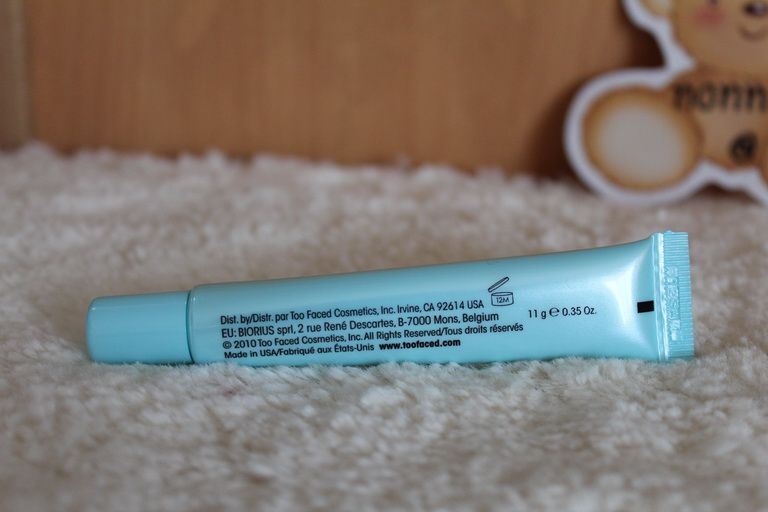 nonn
Dist. by/Distr. par Too Faced Cosmetics, Inc. Irvine, CA 92614 USA
EU: BIORIUS sprl, 2 rue René Descartes, B-7000 Mons, Belgium
© 2010 Too Faced Cosmetics, Inc. All Rights Reserved/Tous droits réservés
Made in USA/Fabriqué aux États-Unis www.toofaced.com
12M
11 g e 0.35 Oz.